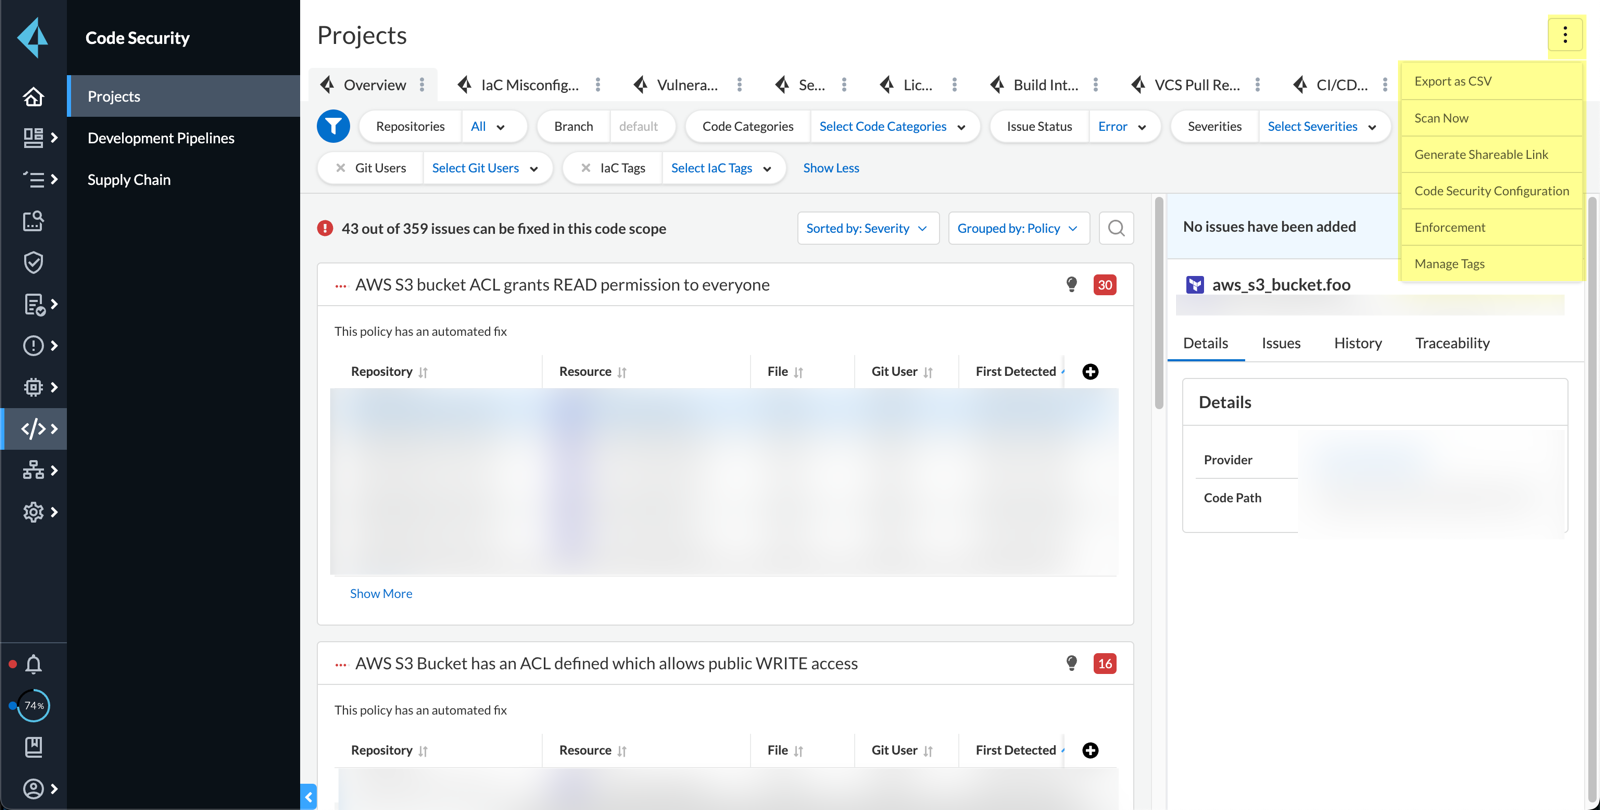 Code Security
Projects
Development Pipelines
Supply Chain
74%
Projects
Overview
IaC Misconfig...
Vulnera...
Se...
Lic...
Build Int...
VCS Pull Re...
CI/CD...
Repositories All
Branch default
Code Categories Select Code Categories
Issue Status Error
Severities Select Severities
Git Users Select Git Users
IaC Tags Select IaC Tags
Show Less
Export as CSV
Scan Now
Generate Shareable Link
Code Security Configuration
Enforcement
Manage Tags
43 out of 359 issues can be fixed in this code scope
Sorted by: Severity
Grouped by: Policy
AWS S3 bucket ACL grants READ permission to everyone
30
This policy has an automated fix
Repository Resource File Git User First Detected
Show More
AWS S3 Bucket has an ACL defined which allows public WRITE access
16
This policy has an automated fix
Repository Resource File Git User First Detected
No issues have been added
aws_s3_bucket.foo
Details Issues History Traceability
Details
Provider
Code Path